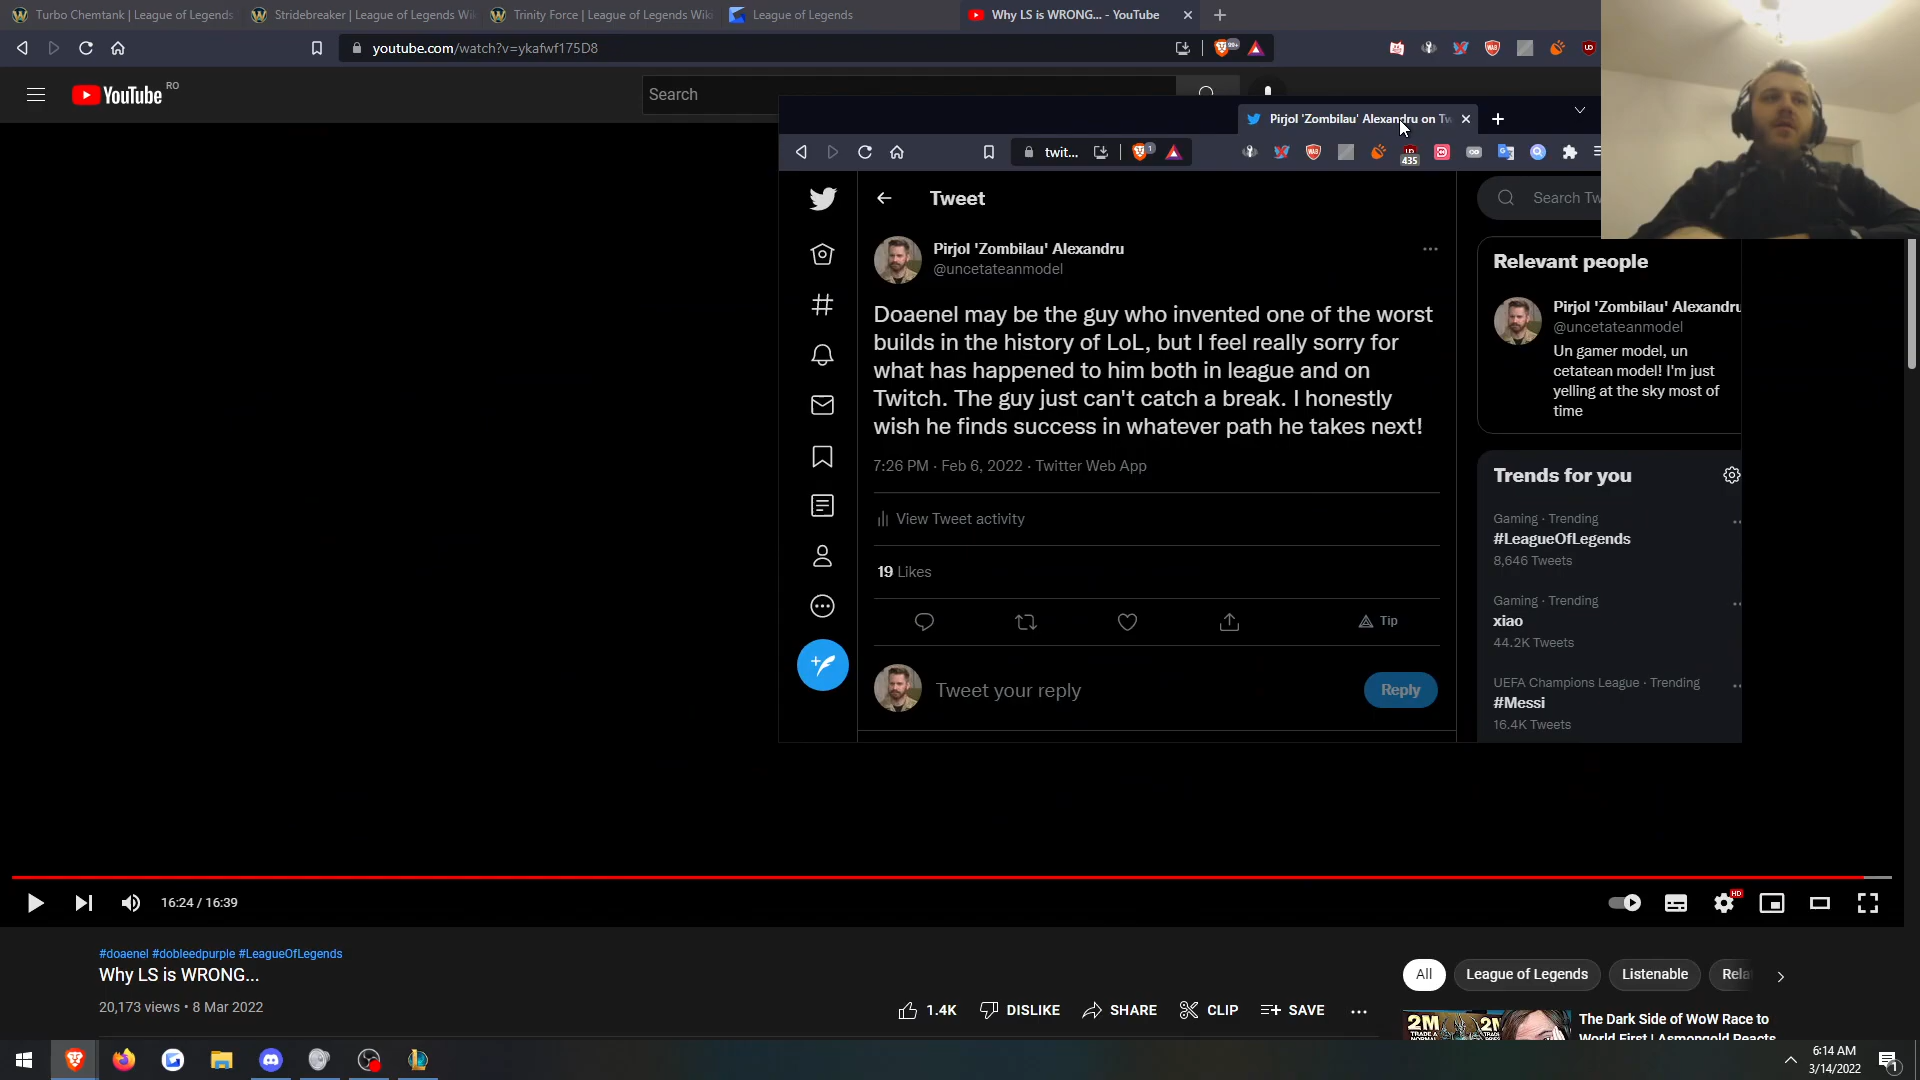 Turbo Chemtank | League of Legends
Stridebreaker | League of Legends Wi
Trinity Force | League of Legends Wiki
League of Legends
Why LS is WRONG... - YouTube
youtube.com/watch?v=ykafwf175D8
99+
YouTube RO
Search
Pirjol 'Zombilau' Alexandru on Tw
twit...
1
435
Tweet
Search Tw
Pirjol 'Zombilau' Alexandru
@uncetateanmodel
Doaenel may be the guy who invented one of the worst
builds in the history of LoL, but I feel really sorry for
what has happened to him both in league and on
Twitch. The guy just can't catch a break. I honestly
wish he finds success in whatever path he takes next!
7:26 PM · Feb 6, 2022 · Twitter Web App
View Tweet activity
19 Likes
Tip
Tweet your reply
Reply
Relevant people
Pirjol 'Zombilau' Alexandru
@uncetateanmodel
Un gamer model, un
cetatean model! I'm just
yelling at the sky most of
time
Trends for you
Gaming · Trending
#LeagueOfLegends
8,646 Tweets
Gaming · Trending
xiao
44.2K Tweets
UEFA Champions League · Trending
#Messi
16.4K Tweets
16:24 / 16:39
HD
#doaenel #dobleedpurple #LeagueOfLegends
Why LS is WRONG...
20,173 views • 8 Mar 2022
1.4K
DISLIKE
SHARE
CLIP
SAVE
All
League of Legends
Listenable
Rela
2M
The Dark Side of WoW Race to
World First | Asmongold Reacts
6:14 AM
3/14/2022
1